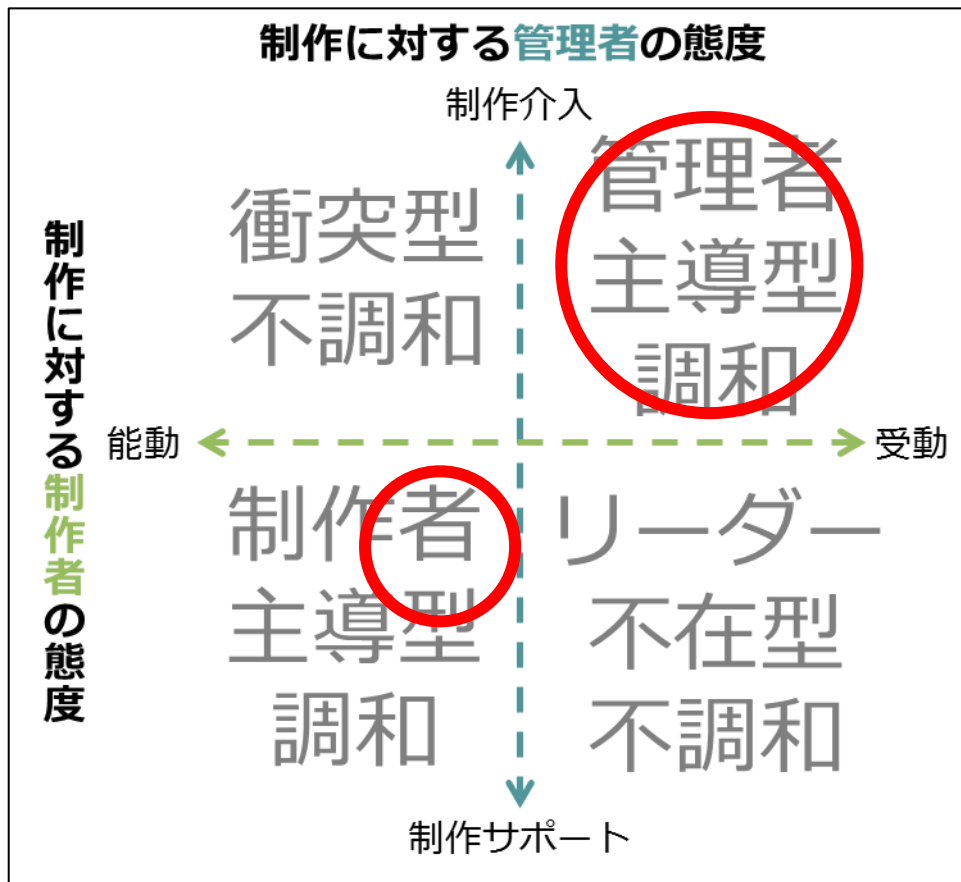 制作に対する管理者の態度
制作介入
衝突型
不調和
管理者
主導型
調和
制作に対する制作者の態度
能動
受動
制作者
主導型
調和
リーダー
不在型
不調和
制作サポート